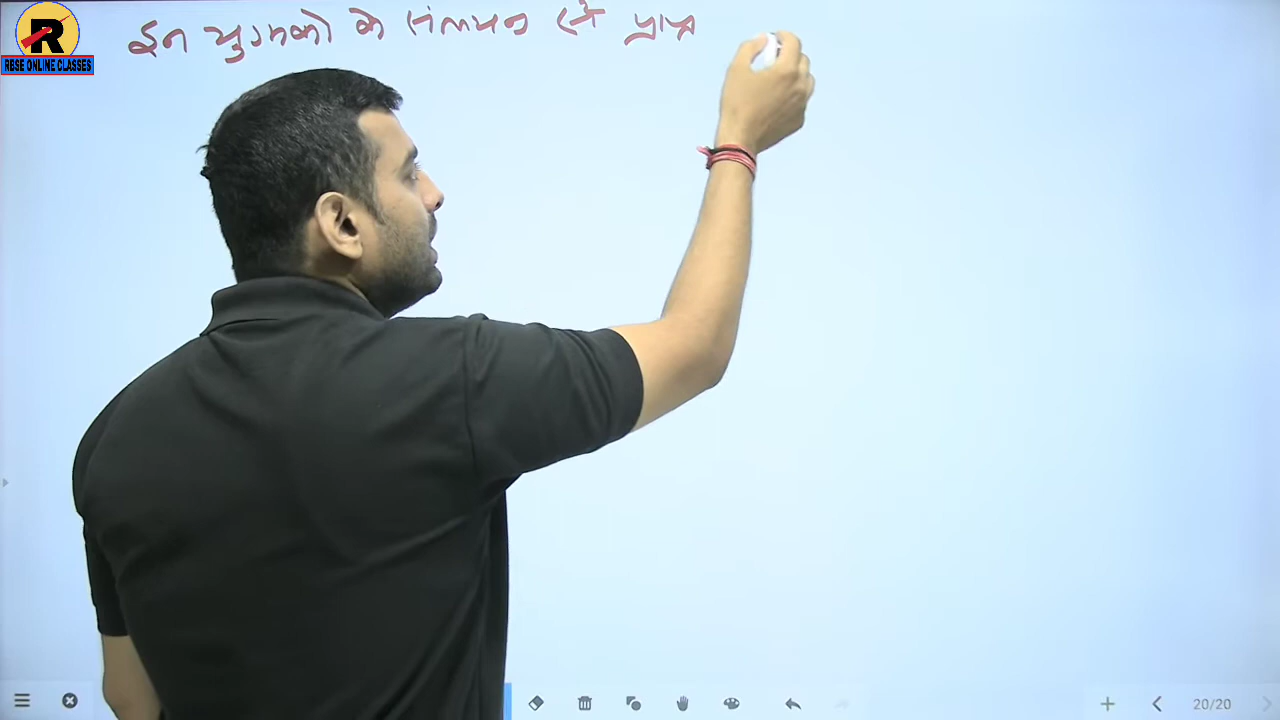 इन युग्मको के संलयन से प्राप्त
R
RBSE ONLINE CLASSES
20/20